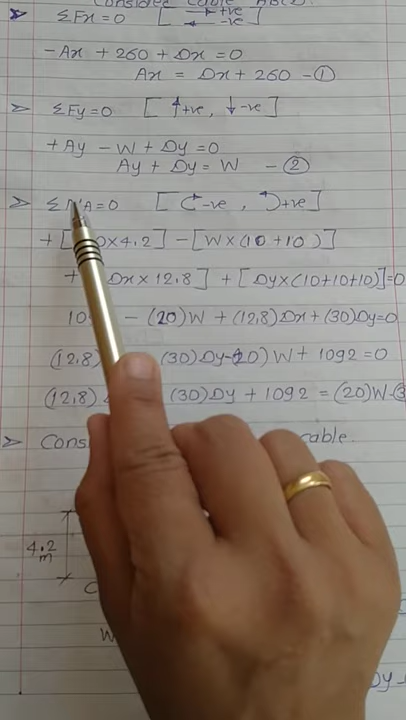 Consider cable
➢ ΣFx=0 [ → +ve ← -ve ]
-Ax + 260 + Dx = 0
Ax = Dx + 260 - ①
➢ ΣFy=0 [ ↑+ve, ↓-ve ]
+Ay - W + Dy = 0
Ay + Dy = W - ②
➢ Σ A=0 [ ↻-ve, ↺+ve ]
+ [ 0×4.2] - [W×(10+10)]
+ Dx × 12.8] + [Dy×(10+10+10)]=0
10 - (20)W + (12.8)Dx + (30)Dy=0
(12.8) (30)Dy-20)W + 1092 = 0
(12.8) (30)Dy + 1092 = (20)W-③
➢ Cons cable.
4.2
m
C
W
Dy